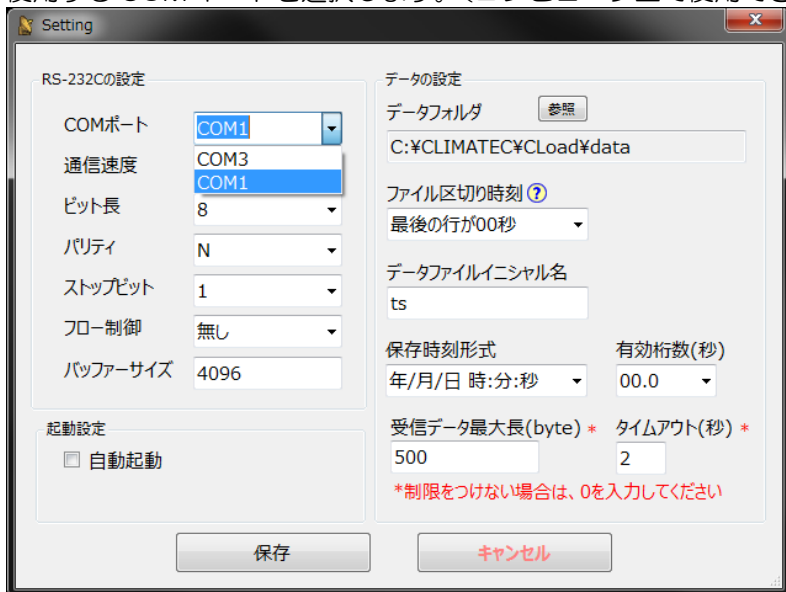 Setting
RS-232Cの設定
COMポート
COM1
COM3
COM1
通信速度
ビット長
8
パリティ
N
ストップビット
1
フロー制御
無し
バッファーサイズ
4096
起動設定
自動起動
データの設定
データフォルダ
参照
C:¥CLIMATEC¥CLoad¥data
ファイル区切り時刻 ?
最後の行が00秒
データファイルイニシャル名
ts
保存時刻形式
年/月/日 時:分:秒
有効桁数(秒)
00.0
受信データ最大長(byte) *
500
タイムアウト(秒) *
2
*制限をつけない場合は、0を入力してください
保存
キャンセル